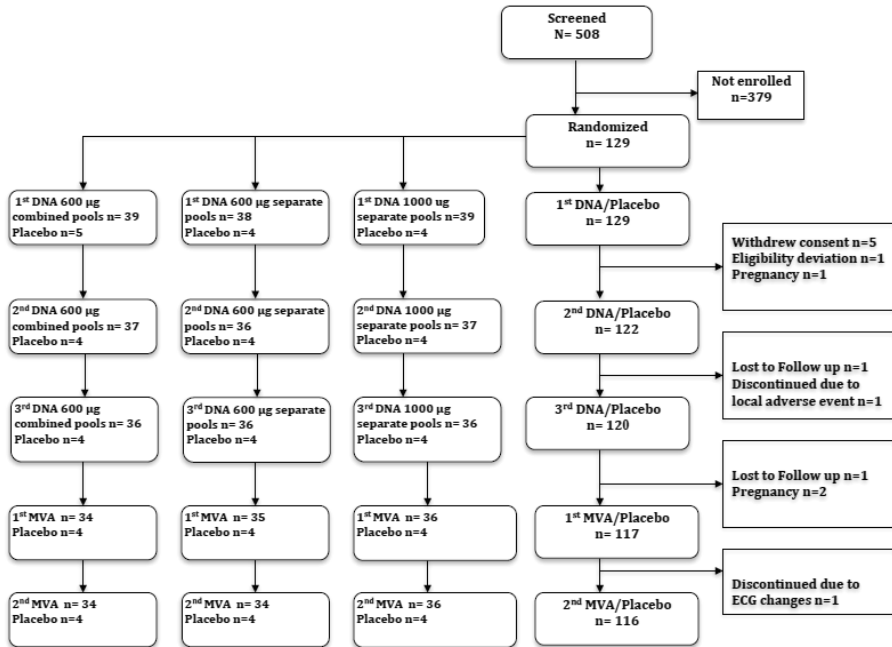 Screened
N= 508
Not enrolled
n=379
Randomized
n= 129
1st DNA 600 µg
combined pools n= 39
Placebo n=5
1st DNA 600 µg separate
pools n= 38
Placebo n=4
1st DNA 1000 ug
separate pools n=39
Placebo n=4
1st DNA/Placebo
n= 129
Withdrew consent n=5
Eligibility deviation n=1
Pregnancy n=1
2nd DNA 600 µg
combined pools n= 37
Placebo n=4
2nd DNA 600 µg separate
pools n= 36
Placebo n=4
2nd DNA 1000 µg
separate pools n= 37
Placebo n=4
2nd DNA/Placebo
n= 122
Lost to Follow up n=1
Discontinued due to
local adverse event n=1
3rd DNA 600 µg
combined pools n= 36
Placebo n=4
3rd DNA 600 µg separate
pools n= 36
Placebo n=4
3rd DNA 1000 µg
separate pools n= 36
Placebo n=4
3rd DNA/Placebo
n= 120
Lost to Follow up n=1
Pregnancy n=2
1st MVA n= 34
Placebo n=4
1st MVA n= 35
Placebo n=4
1st MVA n= 36
Placebo n=4
1st MVA/Placebo
n= 117
Discontinued due to
ECG changes n=1
2nd MVA n= 34
Placebo n=4
2nd MVA n= 34
Placebo n=4
2nd MVA n= 36
Placebo n=4
2nd MVA/Placebo
n= 116